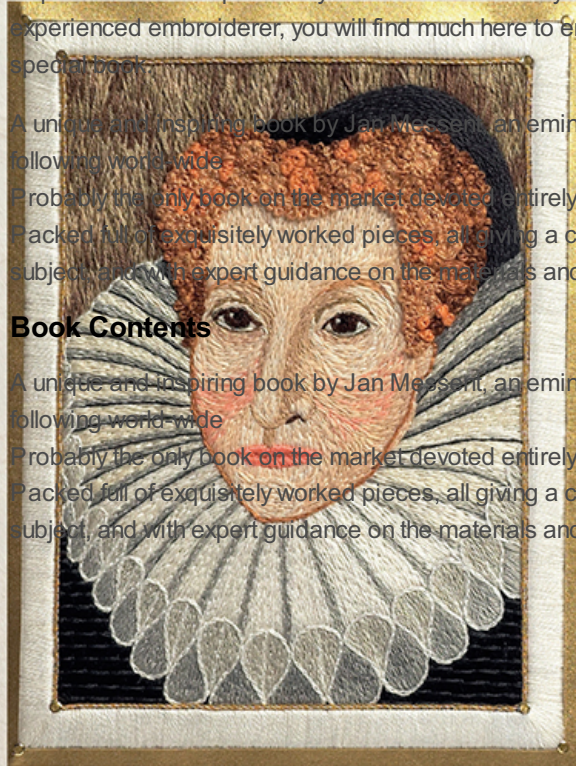 experienced embroiderer, you will find much here to e
special book.
A unique and inspiring book by Jan Messent, an emin
following world-wide
Probably the only book on the market devoted entirely
Packed full of exquisitely worked pieces, all giving a c
subject, and with expert guidance on the materials and
Book Contents
A unique and inspiring book by Jan Messent, an emin
following world-wide
Probably the only book on the market devoted entirely
Packed full of exquisitely worked pieces, all giving a c
subject, and with expert guidance on the materials and